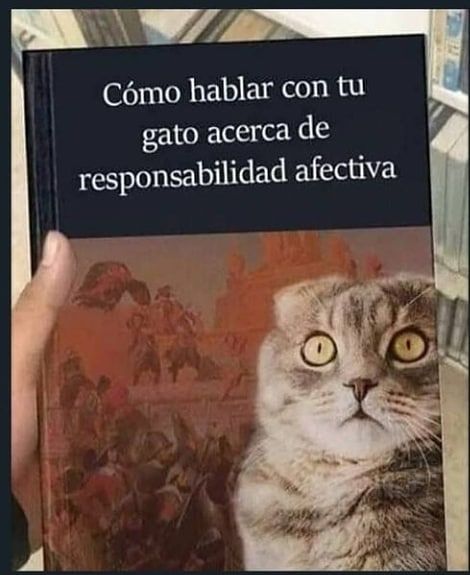 Cómo hablar con tu
gato acerca de
responsabilidad afectiva